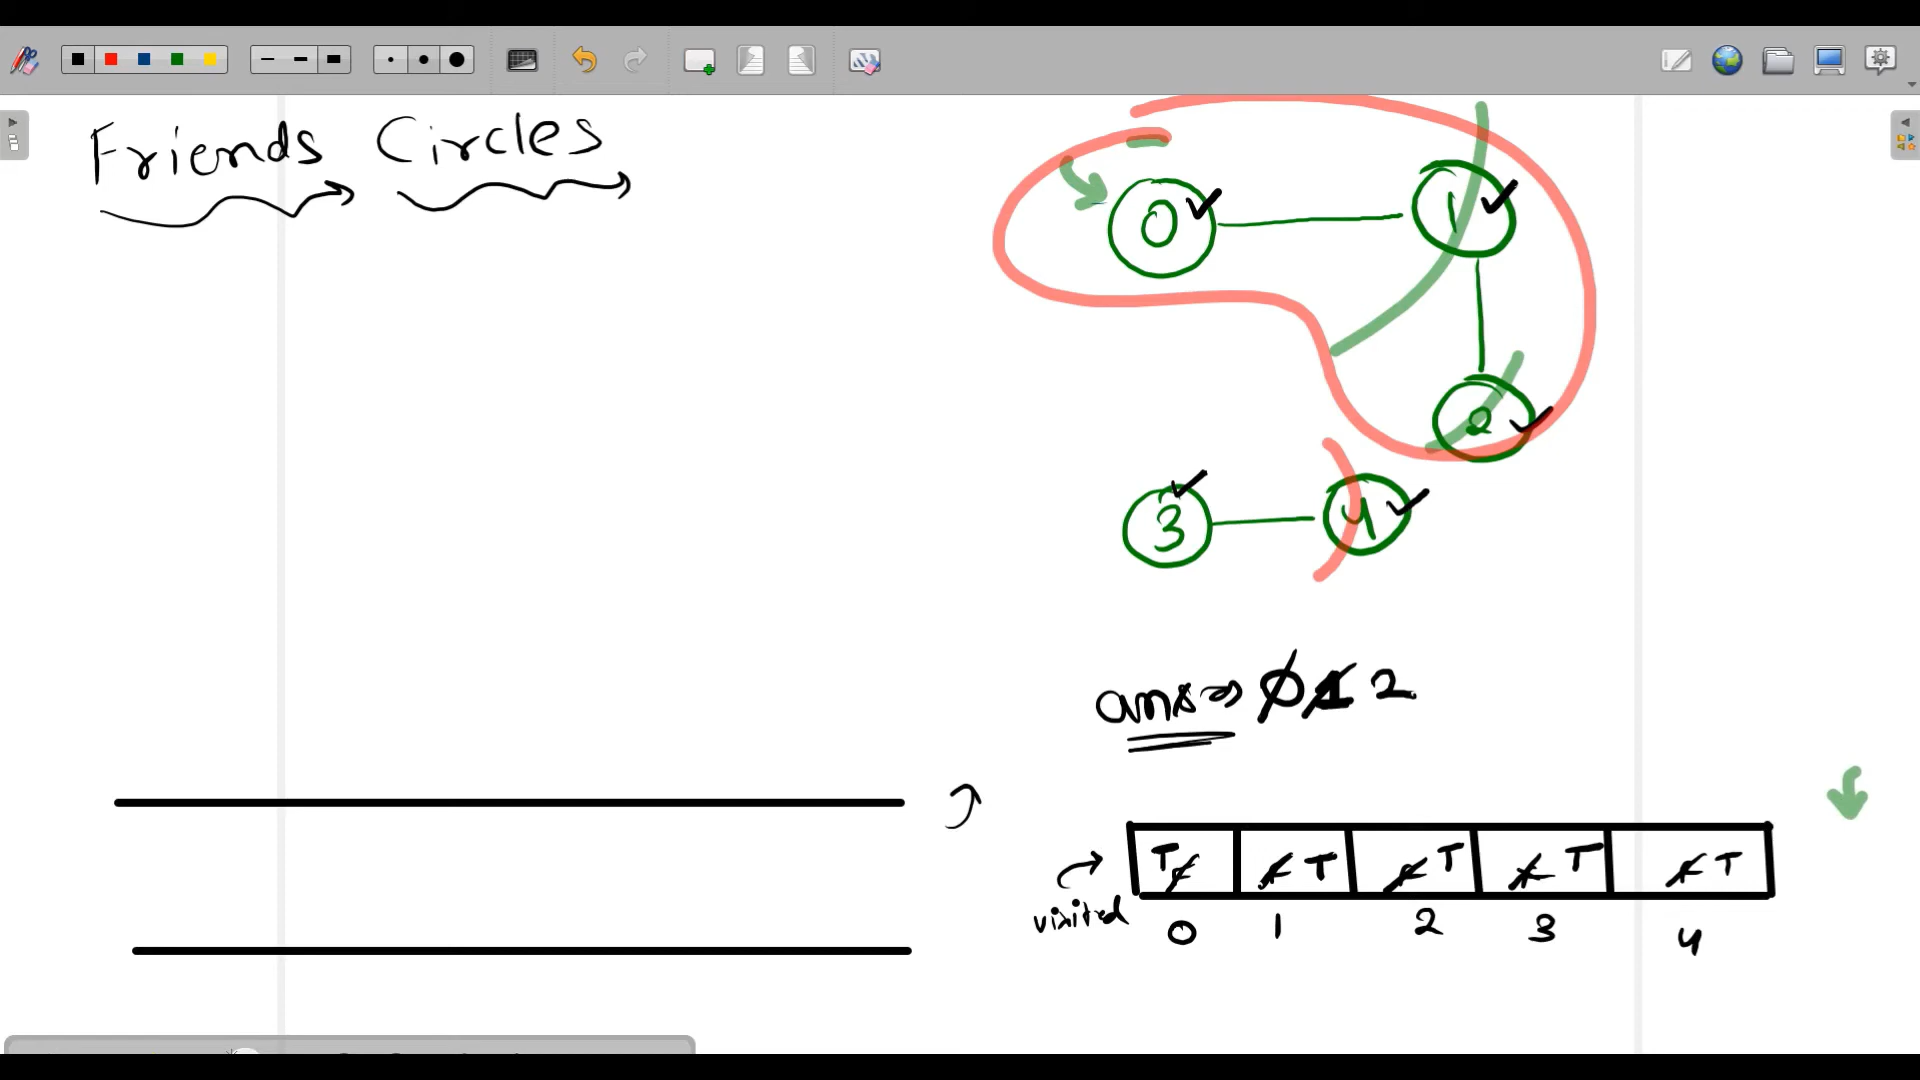 Friends Circles
0 1
2
3 4
ans ⇒ 0 1 2
T F F T F T F T F T
visited
0 1 2 3 4